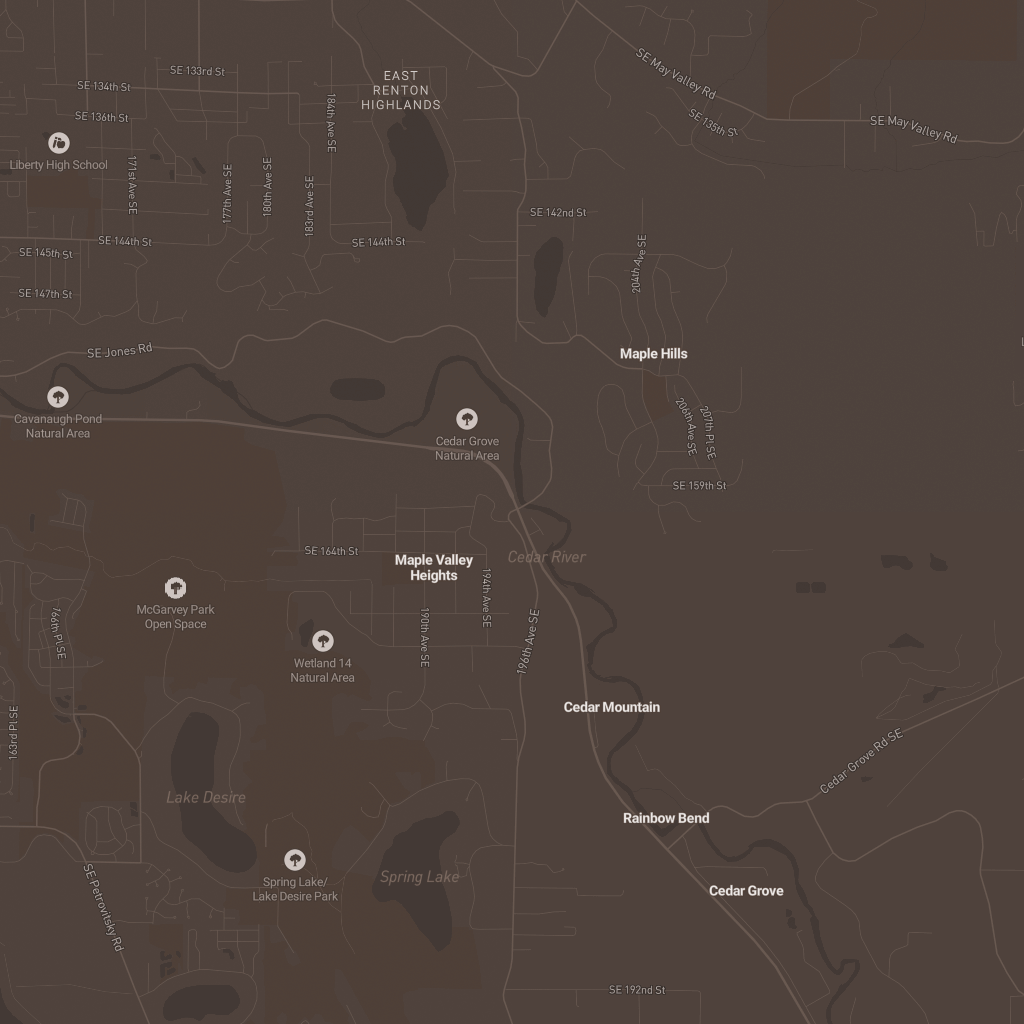 SE May Valley Rd
SE 133rd St
EAST
RENTON
HIGHLANDS
SE 134th St
184th Ave SE
SE 136th St
SE 135th St
SE May Valley Rd
Liberty High School
171st Ave SE
177th Ave SE
180th Ave SE
183rd Ave SE
SE 142nd St
SE 144th St
SE 144th St
SE 145th St
204th Ave SE
SE 147th St
SE Jones Rd
Maple Hills
Cavanaugh Pond
Natural Area
Cedar Grove
Natural Area
206th Ave SE
207th Pl SE
SE 159th St
SE 164th St
Maple Valley
Heights
Cedar River
194th Ave SE
McGarvey Park
Open Space
166th Pl SE
190th Ave SE
196th Ave SE
Wetland 14
Natural Area
Cedar Mountain
163rd Pl SE
Cedar Grove Rd SE
Lake Desire
Rainbow Bend
Spring Lake/
Lake Desire Park
Spring Lake
Cedar Grove
SE Petrovitsky Rd
SE 192nd St